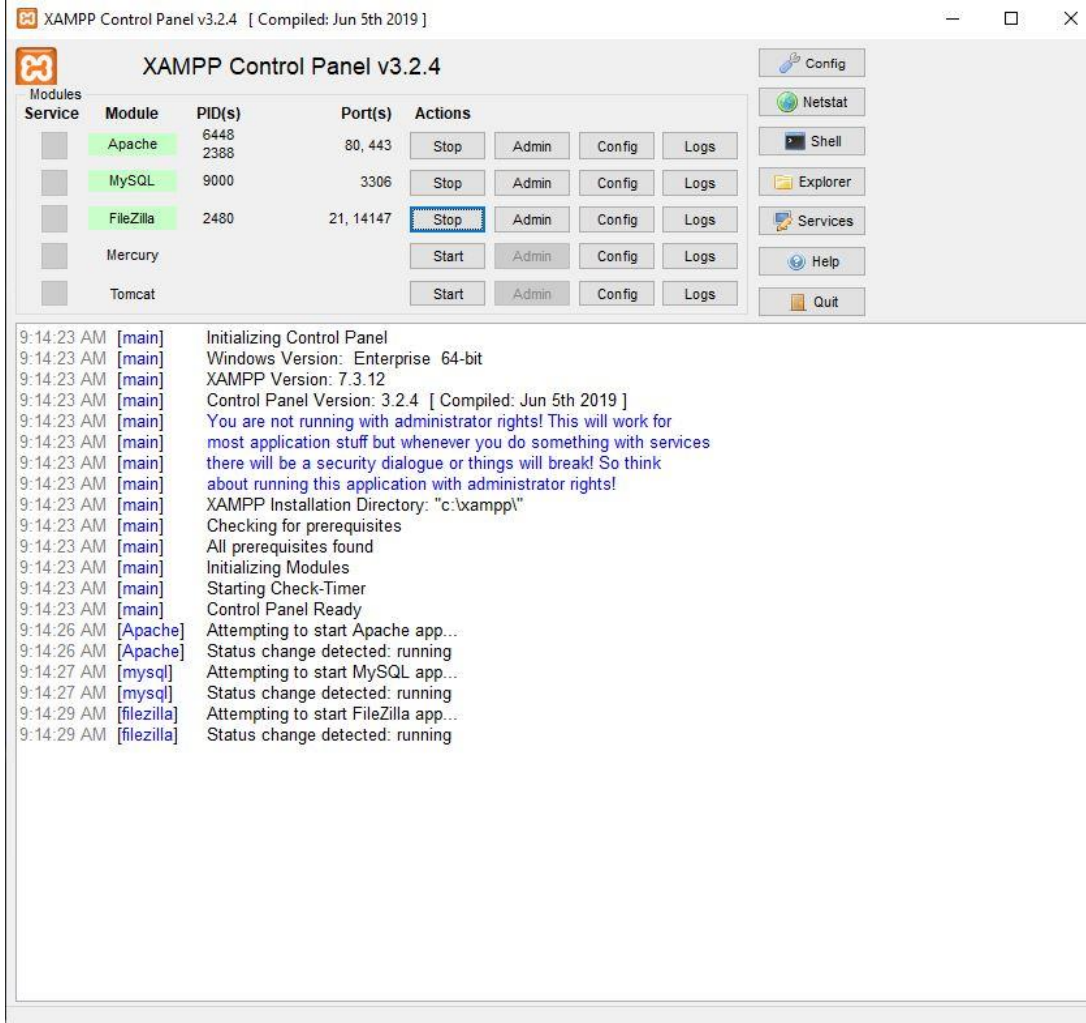 XAMPP Control Panel v3.2.4 [ Compiled: Jun 5th 2019 ]
XAMPP Control Panel v3.2.4
Config
Modules
Service Module PID(s) Port(s) Actions
Netstat
Apache 6448 2388 80, 443 Stop Admin Config Logs
Shell
MySQL 9000 3306 Stop Admin Config Logs
Explorer
FileZilla 2480 21, 14147 Stop Admin Config Logs
Services
Mercury Start Admin Config Logs
Help
Tomcat Start Admin Config Logs
Quit
9:14:23 AM [main] Initializing Control Panel
9:14:23 AM [main] Windows Version: Enterprise 64-bit
9:14:23 AM [main] XAMPP Version: 7.3.12
9:14:23 AM [main] Control Panel Version: 3.2.4 [ Compiled: Jun 5th 2019 ]
9:14:23 AM [main] You are not running with administrator rights! This will work for
9:14:23 AM [main] most application stuff but whenever you do something with services
9:14:23 AM [main] there will be a security dialogue or things will break! So think
9:14:23 AM [main] about running this application with administrator rights!
9:14:23 AM [main] XAMPP Installation Directory: "c:\xampp\"
9:14:23 AM [main] Checking for prerequisites
9:14:23 AM [main] All prerequisites found
9:14:23 AM [main] Initializing Modules
9:14:23 AM [main] Starting Check-Timer
9:14:23 AM [main] Control Panel Ready
9:14:26 AM [Apache] Attempting to start Apache app...
9:14:26 AM [Apache] Status change detected: running
9:14:27 AM [mysql] Attempting to start MySQL app...
9:14:27 AM [mysql] Status change detected: running
9:14:29 AM [filezilla] Attempting to start FileZilla app...
9:14:29 AM [filezilla] Status change detected: running